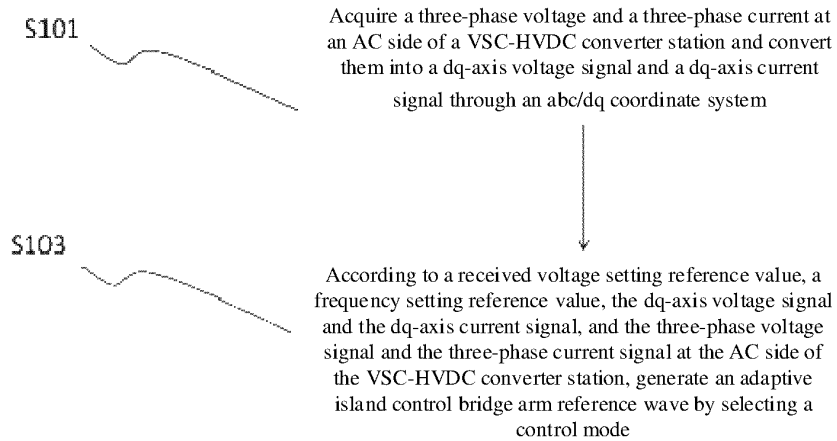 S101
Acquire a three-phase voltage and a three-phase current at
an AC side of a VSC-HVDC converter station and convert
them into a dq-axis voltage signal and a dq-axis current
signal through an abc/dq coordinate system
S103
According to a received voltage setting reference value, a
frequency setting reference value, the dq-axis voltage signal
and the dq-axis current signal, and the three-phase voltage
signal and the three-phase current signal at the AC side of
the VSC-HVDC converter station, generate an adaptive
island control bridge arm reference wave by selecting a
control mode